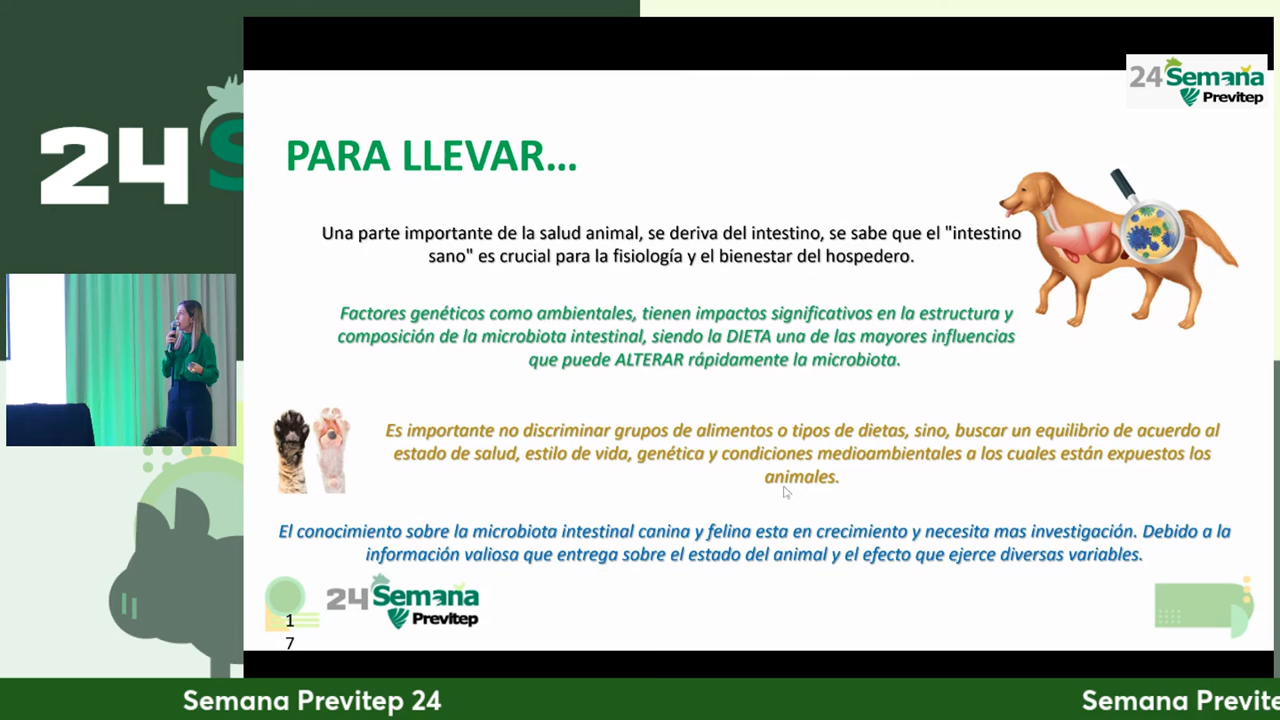 24
24 Semana
Previtep
PARA LLEVAR...
Una parte importante de la salud animal, se deriva del intestino, se sabe que el "intestino
sano" es crucial para la fisiología y el bienestar del hospedero.
Factores genéticos como ambientales, tienen impactos significativos en la estructura y
composición de la microbiota intestinal, siendo la DIETA una de las mayores influencias
que puede ALTERAR rápidamente la microbiota.
Es importante no discriminar grupos de alimentos o tipos de dietas, sino, buscar un equilibrio de acuerdo al
estado de salud, estilo de vida, genética y condiciones medioambientales a los cuales están expuestos los
animales.
El conocimiento sobre la microbiota intestinal canina y felina esta en crecimiento y necesita mas investigación. Debido a la
información valiosa que entrega sobre el estado del animal y el efecto que ejerce diversas variables.
24 Semana
Previtep
1
7
Semana Previtep 24
Semana Previte